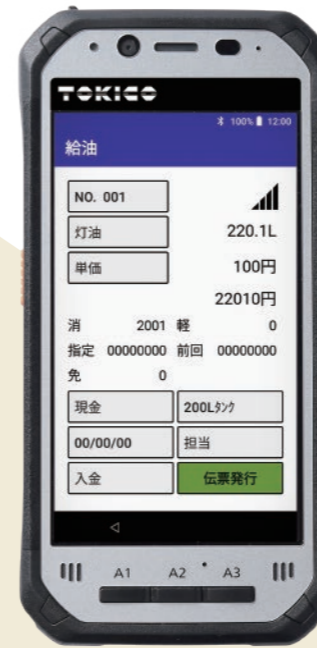 TOKICO
100% 12:00
給油
NO. 001
灯油 220.1L
単価 100円
22010円
消 2001 軽 0
指定 00000000 前回 00000000
免 0
現金 200Lタンク
00/00/00 担当
入金 伝票発行
A1 A2 A3